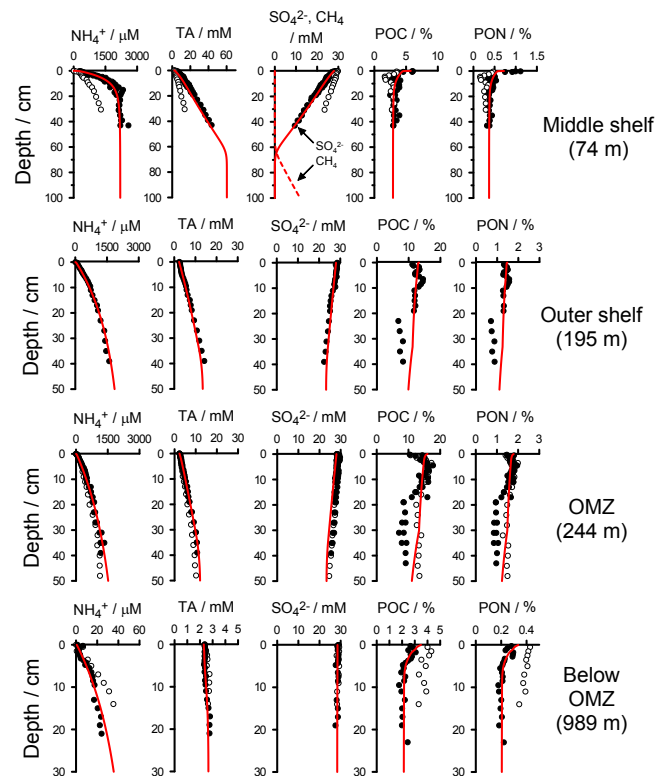 NH₄⁺ / µM TA / mM SO₄²⁻, CH₄ / mM POC / % PON / %
0 1500 3000 0 20 40 60 0 10 20 30 0 5 10 15 0 0.5 1 1.5
Depth / cm
0
20
40
60
80
100
SO₄²⁻
CH₄
Middle shelf
(74 m)
NH₄⁺ / µM TA / mM SO₄²⁻ / mM POC / % PON / %
0 1500 3000 0 10 20 30 0 10 20 30 0 10 20 0 1 2 3
Depth / cm
0
10
20
30
40
50
Outer shelf
(195 m)
NH₄⁺ / µM TA / mM SO₄²⁻ / mM POC / % PON / %
0 1500 3000 0 10 20 30 0 10 20 30 0 10 20 0 1 2 3
Depth / cm
0
10
20
30
40
50
OMZ
(244 m)
NH₄⁺ / µM TA / mM SO₄²⁻ / mM POC / % PON / %
0 20 40 60 0 1 2 3 4 5 0 10 20 30 0 1 2 3 4 5 0 0.2 0.4
Depth / cm
0
10
20
30
Below
OMZ
(989 m)